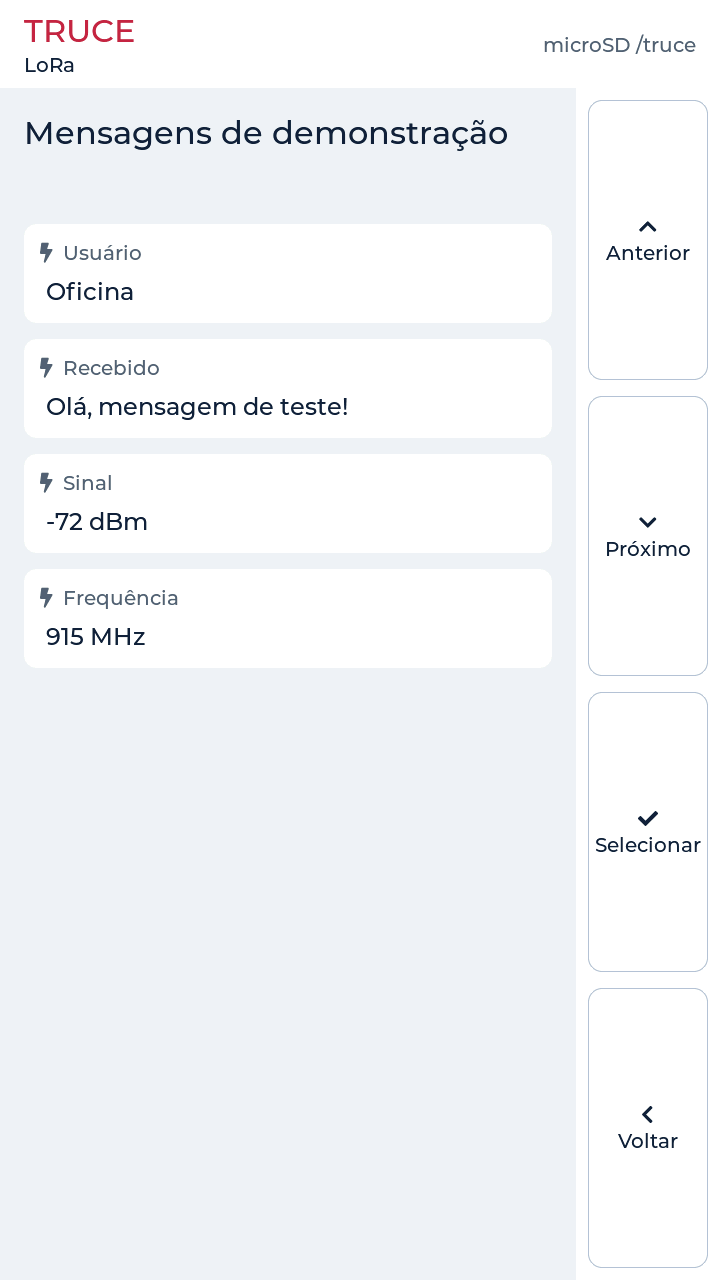 TRUCE
LoRa
microSD /truce
Mensagens de demonstração
Usuário
Oficina
Recebido
Olá, mensagem de teste!
Sinal
-72 dBm
Frequência
915 MHz
Anterior
Próximo
Selecionar
Voltar